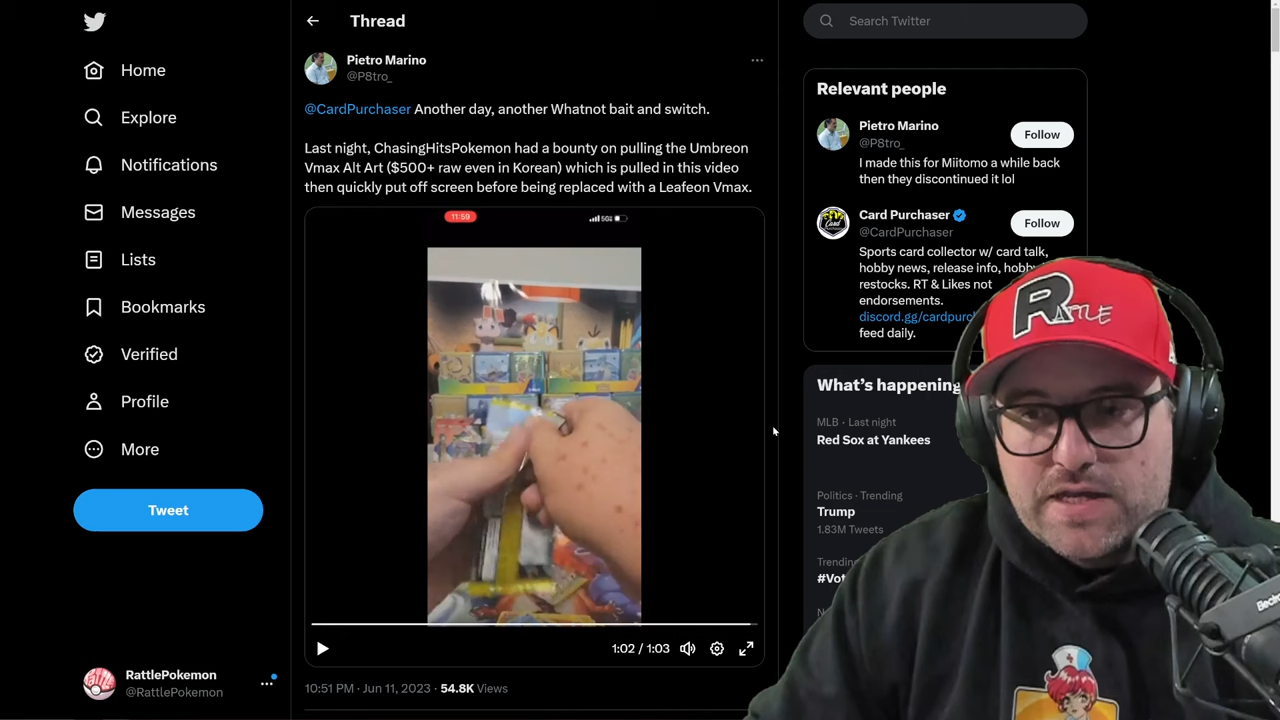 Home
Explore
Notifications
Messages
Lists
Bookmarks
Verified
Profile
More
Tweet
RattlePokemon
@RattlePokemon
Thread
Pietro Marino
@P8tro_
@CardPurchaser Another day, another Whatnot bait and switch.
Last night, ChasingHitsPokemon had a bounty on pulling the Umbreon
Vmax Alt Art ($500+ raw even in Korean) which is pulled in this video
then quickly put off screen before being replaced with a Leafeon Vmax.
11:59
1:02 / 1:03
10:51 PM · Jun 11, 2023 · 54.8K Views
Search Twitter
Relevant people
Pietro Marino
@P8tro_
Follow
I made this for Miitomo a while back
then they discontinued it lol
Card Purchaser
@CardPurchaser
Follow
Sports card collector w/ card talk,
hobby news, release info, hobby
restocks. RT & Likes not
endorsements.
discord.gg/cardpurch
feed daily.
What's happening
MLB · Last night
Red Sox at Yankees
Politics · Trending
Trump
1.83M Tweets
Trending
#Vot
RATTLE